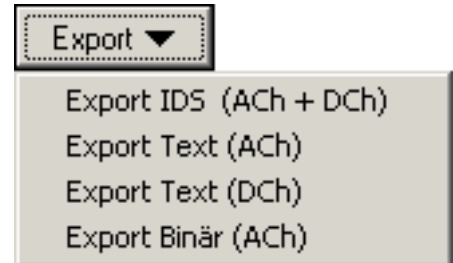 Export
Export IDS (ACh + DCh)
Export Text (ACh)
Export Text (DCh)
Export Binär (ACh)